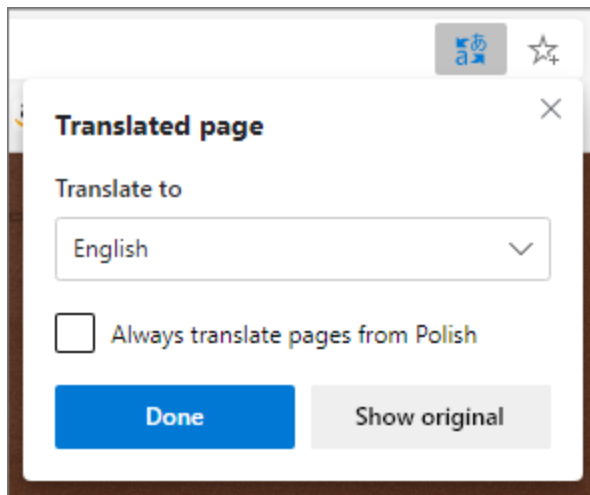 Translated page
Translate to
English
Always translate pages from Polish
Done
Show original